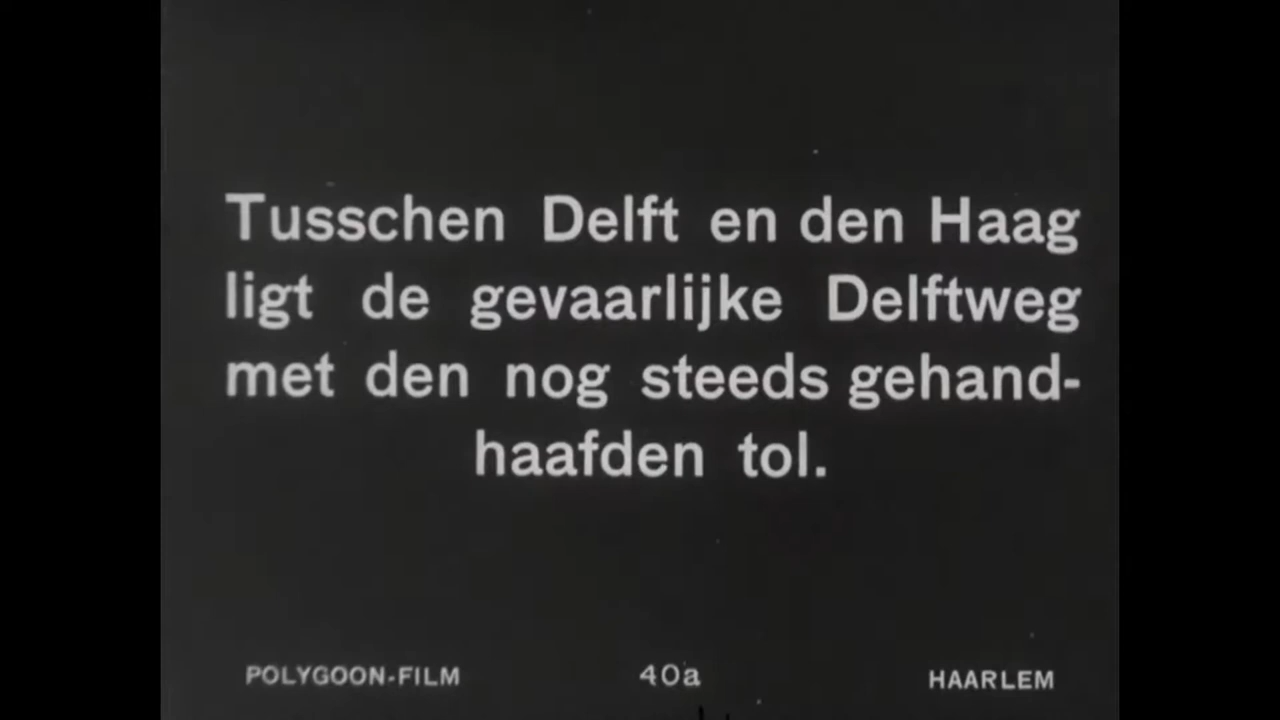 Tusschen Delft en den Haag
ligt de gevaarlijke Delftweg
met den nog steeds gehand-
haafden tol.
POLYGOON-FILM 40a HAARLEM